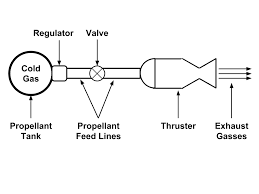 Regulator Valve
Cold
Gas
Propellant Propellant Thruster Exhaust
Tank Feed Lines Gasses